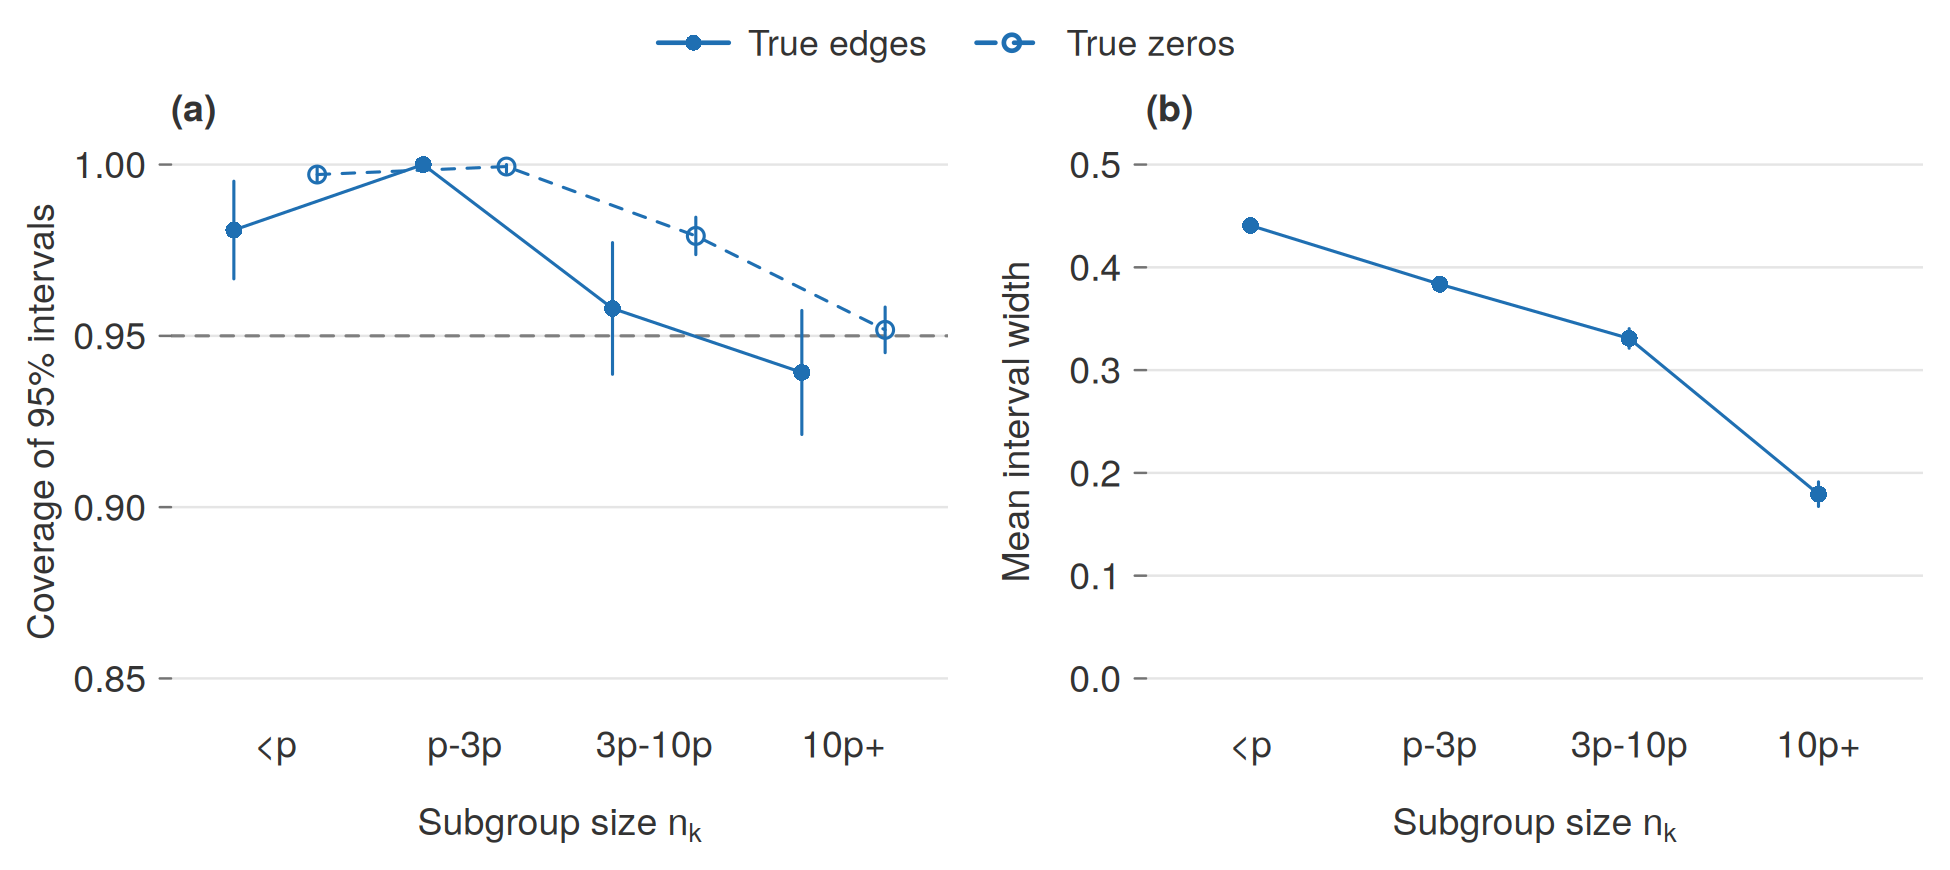 True edges
True zeros
(a)
1.00
0.95
0.90
0.85
Coverage of 95% intervals
<p
p-3p
3p-10p
10p+
Subgroup size nk
(b)
0.5
0.4
0.3
0.2
0.1
0.0
Mean interval width
<p
p-3p
3p-10p
10p+
Subgroup size nk